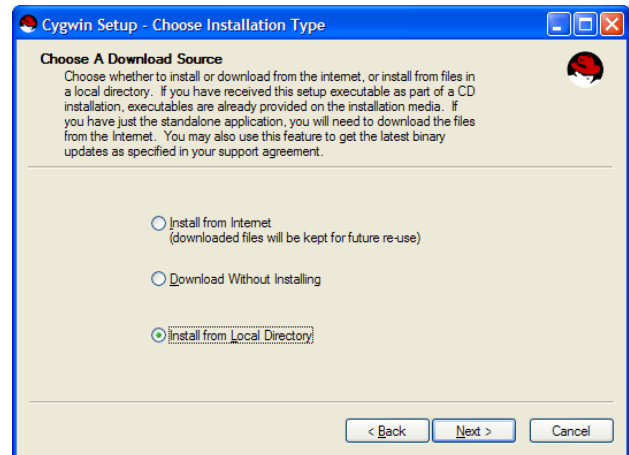 Cygwin Setup - Choose Installation Type
Choose A Download Source
Choose whether to install or download from the internet, or install from files in
a local directory. If you have received this setup executable as part of a CD
installation, executables are already provided on the installation media. If
you have just the standalone application, you will need to download the files
from the Internet. You may also use this feature to get the latest binary
updates as specified in your support agreement.
Install from Internet
(downloaded files will be kept for future re-use)
Download Without Installing
Install from Local Directory
< Back Next > Cancel